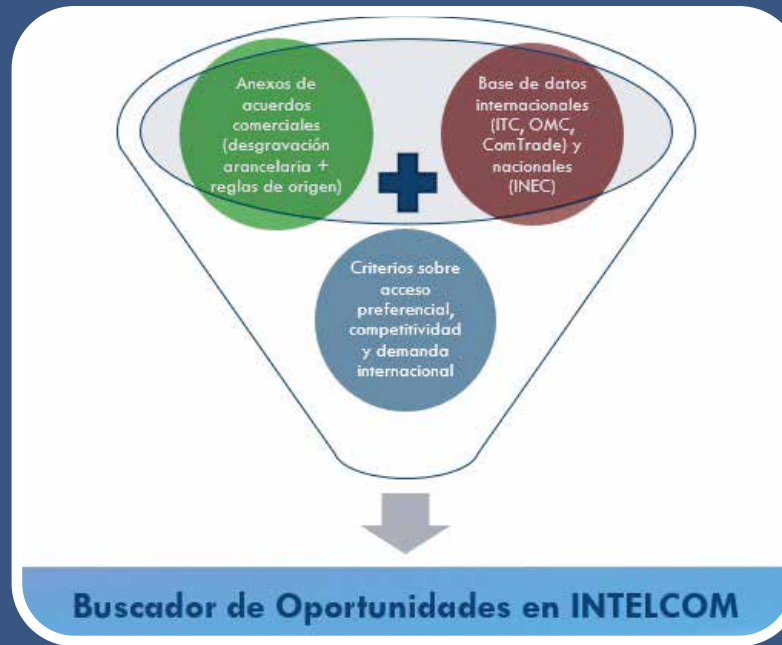 Anexos de
acuerdos
comerciales
(desgravación
arancelaria +
reglas de origen)
Base de datos
internacionales
(ITC, OMC,
ComTrade) y
nacionales
(INEC)
Criterios sobre
acceso
preferencial,
competitividad
y demanda
internacional
Buscador de Oportunidades en INTELCOM